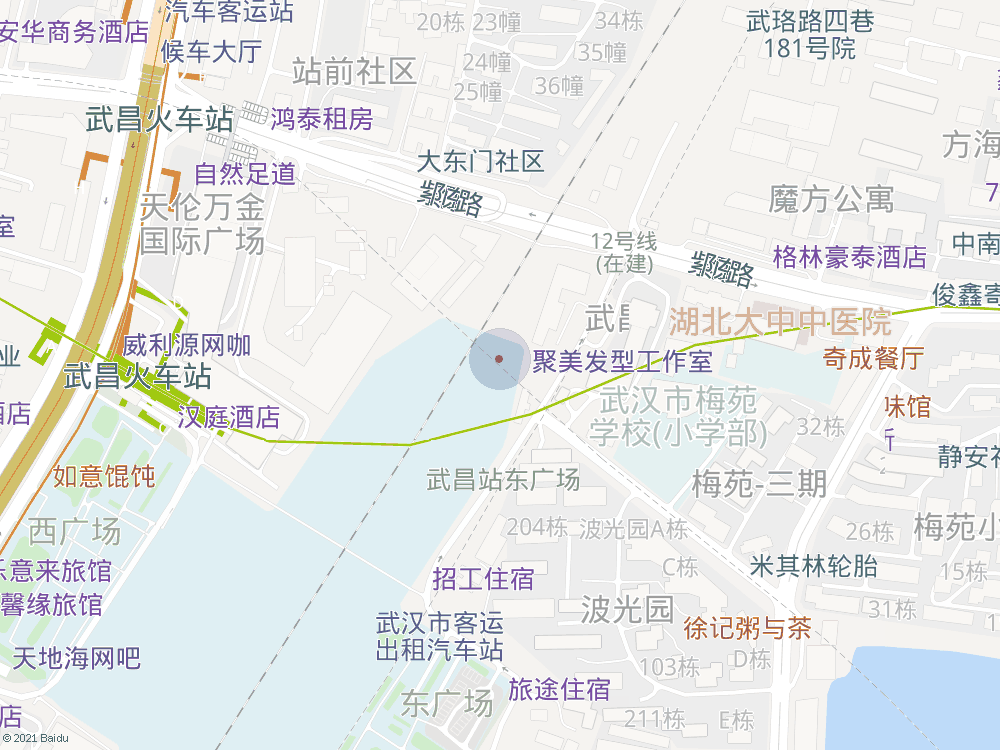 汽车客运站
20栋
23幢
34栋
武珞路四巷
181号院
安华商务酒店
候车大厅
24幢
35幢
站前社区
25幢
36幢
武昌火车站
鸿泰租房
大东门社区
方海
自然足道
魔方公寓
天伦万金
国际广场
12号线
(在建)
室
中南
格林豪泰酒店
俊鑫寄
武昌
湖北大中中医院
威利源网咖
聚美发型工作室
奇成餐厅
业
武昌火车站
酒店
汉庭酒店
武汉市梅苑
学校(小学部)
味馆
32栋
静安
如意馄饨
武昌站东广场
梅苑-三期
西广场
204栋
波光园A栋
26栋
梅苑小
乐意来旅馆
招工住宿
C栋
米其林轮胎
15栋
馨缘旅馆
武汉市客运
出租汽车站
波光园
31栋
徐记粥与茶
天地海网吧
103栋
D栋
东广场
旅途住宿
店
211栋
E栋
© 2021 Baidu